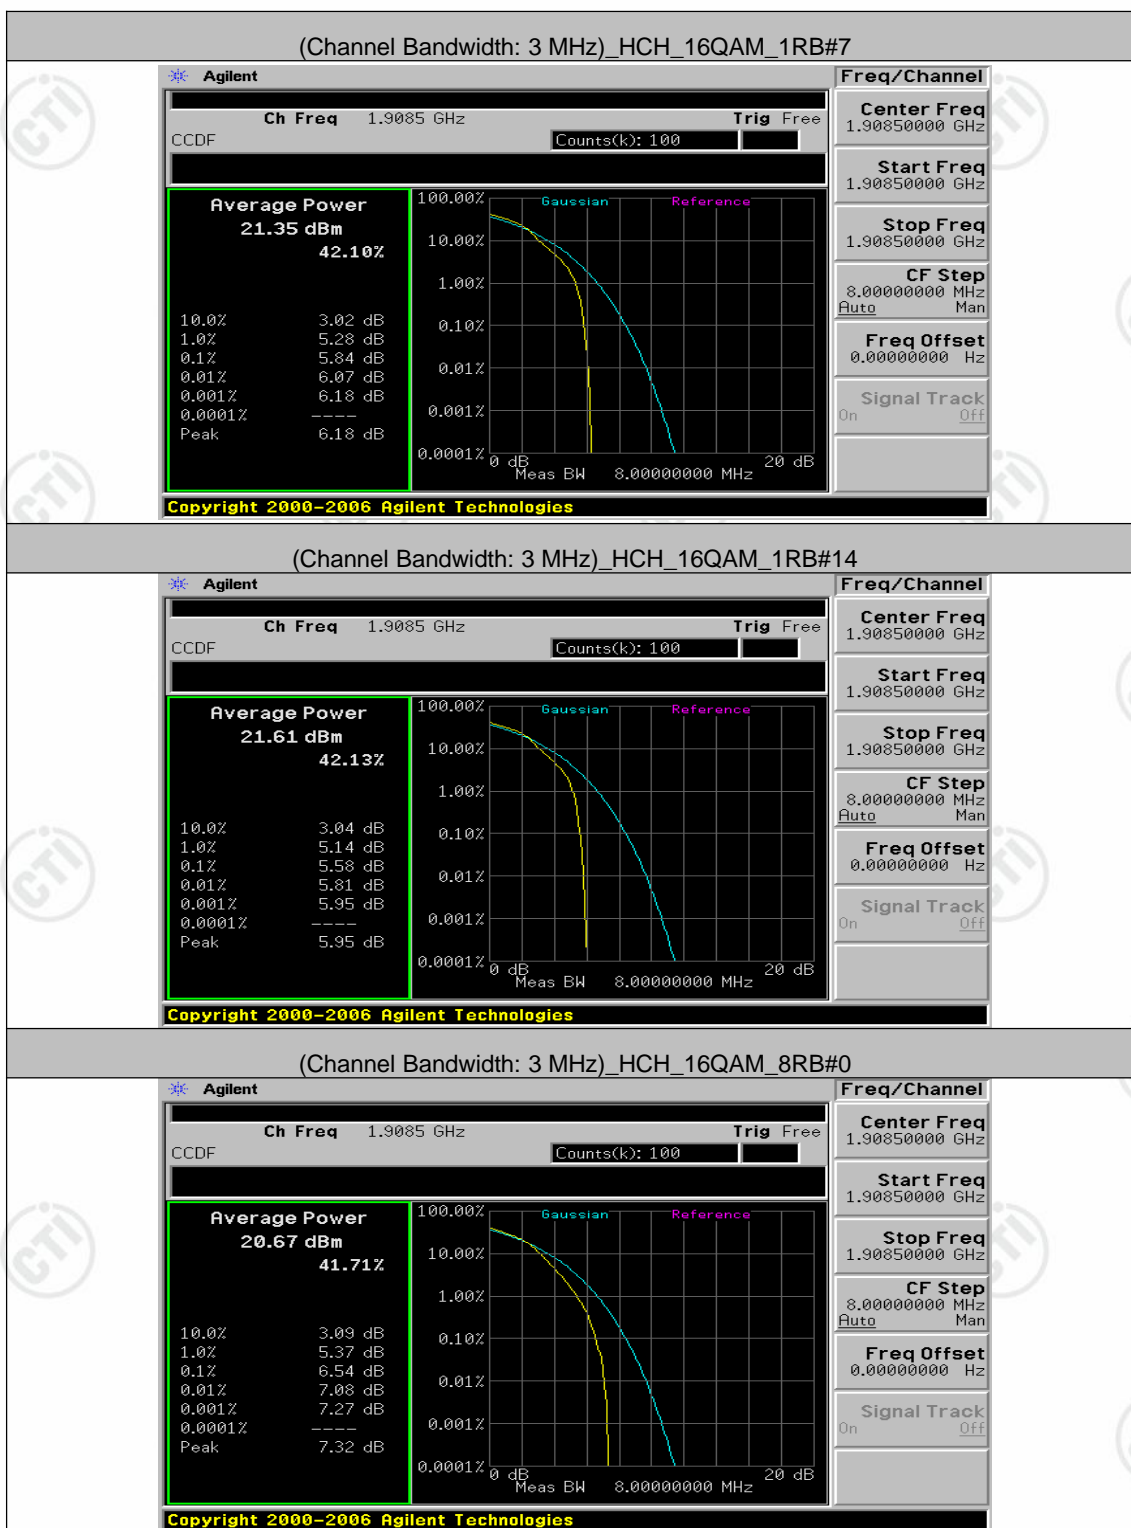 (Channel Bandwidth: 3 MHz)_HCH_16QAM_1RB#7
Agilent
Freq/Channel
Ch Freq 1.9085 GHz Trig Free
CCDF Counts(k): 100
Average Power
21.35 dBm
42.10%
10.0% 3.02 dB
1.0% 5.28 dB
0.1% 5.84 dB
0.01% 6.07 dB
0.001% 6.18 dB
0.0001% ----
Peak 6.18 dB
Gaussian Reference
100.00%
10.00%
1.00%
0.10%
0.01%
0.001%
0.0001%
0 dB 20 dB
Meas BW 8.00000000 MHz
Center Freq
1.90850000 GHz
Start Freq
1.90850000 GHz
Stop Freq
1.90850000 GHz
CF Step
8.00000000 MHz
Auto Man
Freq Offset
0.00000000 Hz
Signal Track
On Off
Copyright 2000-2006 Agilent Technologies
(Channel Bandwidth: 3 MHz)_HCH_16QAM_1RB#14
Agilent
Freq/Channel
Ch Freq 1.9085 GHz Trig Free
CCDF Counts(k): 100
Average Power
21.61 dBm
42.13%
10.0% 3.04 dB
1.0% 5.14 dB
0.1% 5.58 dB
0.01% 5.81 dB
0.001% 5.95 dB
0.0001% ----
Peak 5.95 dB
Gaussian Reference
100.00%
10.00%
1.00%
0.10%
0.01%
0.001%
0.0001%
0 dB 20 dB
Meas BW 8.00000000 MHz
Center Freq
1.90850000 GHz
Start Freq
1.90850000 GHz
Stop Freq
1.90850000 GHz
CF Step
8.00000000 MHz
Auto Man
Freq Offset
0.00000000 Hz
Signal Track
On Off
Copyright 2000-2006 Agilent Technologies
(Channel Bandwidth: 3 MHz)_HCH_16QAM_8RB#0
Agilent
Freq/Channel
Ch Freq 1.9085 GHz Trig Free
CCDF Counts(k): 100
Average Power
20.67 dBm
41.71%
10.0% 3.09 dB
1.0% 5.37 dB
0.1% 6.54 dB
0.01% 7.08 dB
0.001% 7.27 dB
0.0001% ----
Peak 7.32 dB
Gaussian Reference
100.00%
10.00%
1.00%
0.10%
0.01%
0.001%
0.0001%
0 dB 20 dB
Meas BW 8.00000000 MHz
Center Freq
1.90850000 GHz
Start Freq
1.90850000 GHz
Stop Freq
1.90850000 GHz
CF Step
8.00000000 MHz
Auto Man
Freq Offset
0.00000000 Hz
Signal Track
On Off
Copyright 2000-2006 Agilent Technologies
CTI
CTI
CTI
CTI
CTI
CTI
CTI
CTI